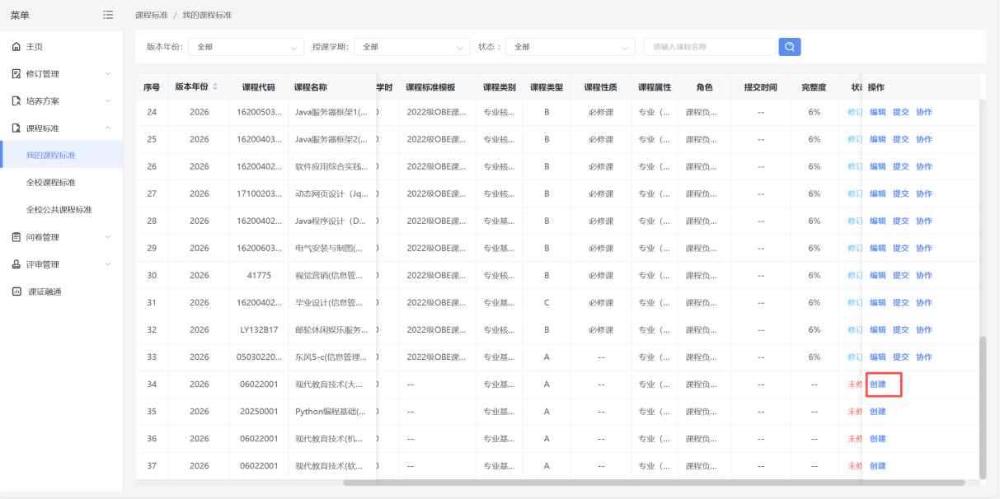 菜单
课程标准 / 我的课程标准
主页
修订管理
培养方案
课程标准
我的课程标准
全校课程标准
全校公共课程标准
问卷管理
评审管理
课证融通
版本年份: 全部 授课学期: 全部 状态 : 全部 请输入课程名称
序号 版本年份 课程代码 课程名称 学时 课程标准模板 课程类别 课程类型 课程性质 课程属性 角色 提交时间 完整度 操作
24 2026 16200503... Java服务器框架1(... 2022级OBE课... 专业核... B 必修课 专业（... 课程负... -- 6% 修订 编辑 提交 协作
25 2026 16200403... Java服务器框架2(... 2022级OBE课... 专业核... B 必修课 专业（... 课程负... -- 6% 修订 编辑 提交 协作
26 2026 16200402... 软件应用综合实践... 2022级OBE课... 专业核... B 必修课 专业（... 课程负... -- 6% 修订 编辑 提交 协作
27 2026 17100203... 动态网页设计（Jq... 2022级OBE课... 专业核... B 必修课 专业（... 课程负... -- 6% 修订 编辑 提交 协作
28 2026 16200402... Java程序设计（D... 2022级OBE课... 专业基... B 必修课 专业（... 课程负... -- 6% 修订 编辑 提交 协作
29 2026 16200603... 电气安装与制图(... 2022级OBE课... 专业基... B 必修课 专业（... 课程负... -- 6% 修订 编辑 提交 协作
30 2026 41775 视觉营销(信息管... 2022级OBE课... 专业核... B 必修课 专业（... 课程负... -- 6% 修订 编辑 提交 协作
31 2026 16200402... 毕业设计(信息管... 2022级OBE课... 专业基... C 必修课 专业（... 课程负... -- 6% 修订 编辑 提交 协作
32 2026 LY132B17 邮轮休闲娱乐服务... 2022级OBE课... 专业核... B 必修课 专业（... 课程负... -- 6% 修订 编辑 提交 协作
33 2026 05030220... 东风5-c(信息管理... 2022级OBE课... 专业基... A -- 专业（... 课程负... -- 6% 修订 编辑 提交 协作
34 2026 06022001 现代教育技术(大... -- 专业基... A -- 专业（... 课程负... -- -- 未修 创建
35 2026 20250001 Python编程基础(... -- 专业基... A -- 专业（... 课程负... -- -- 未修 创建
36 2026 06022001 现代教育技术(机... -- 专业基... A -- 专业（... 课程负... -- -- 未修 创建
37 2026 06022001 现代教育技术(软... -- 专业基... A -- 专业（... 课程负... -- -- 未修 创建